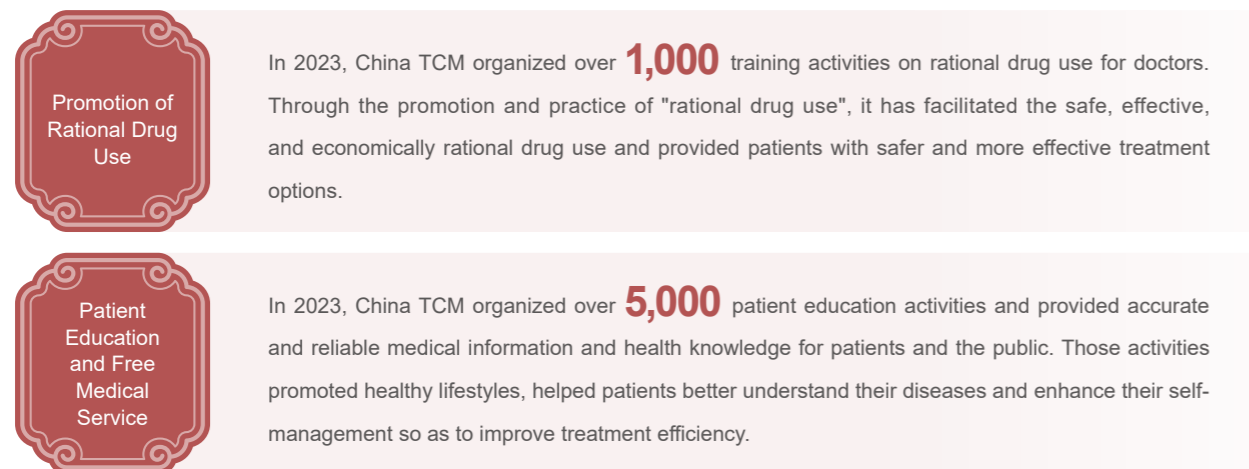 Promotion of
Rational Drug
Use
In 2023, China TCM organized over 1,000 training activities on rational drug use for doctors.
Through the promotion and practice of "rational drug use", it has facilitated the safe, effective,
and economically rational drug use and provided patients with safer and more effective treatment
options.
Patient
Education
and Free
Medical
Service
In 2023, China TCM organized over 5,000 patient education activities and provided accurate
and reliable medical information and health knowledge for patients and the public. Those activities
promoted healthy lifestyles, helped patients better understand their diseases and enhance their self-
management so as to improve treatment efficiency.